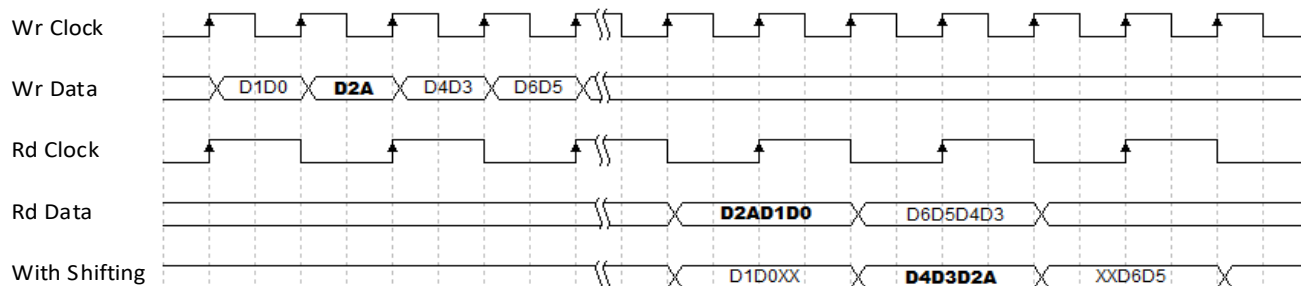 Wr Clock
Wr Data D1D0 D2A D4D3 D6D5
Rd Clock
Rd Data D2AD1D0 D6D5D4D3
With Shifting D1D0XX D4D3D2A XXD6D5